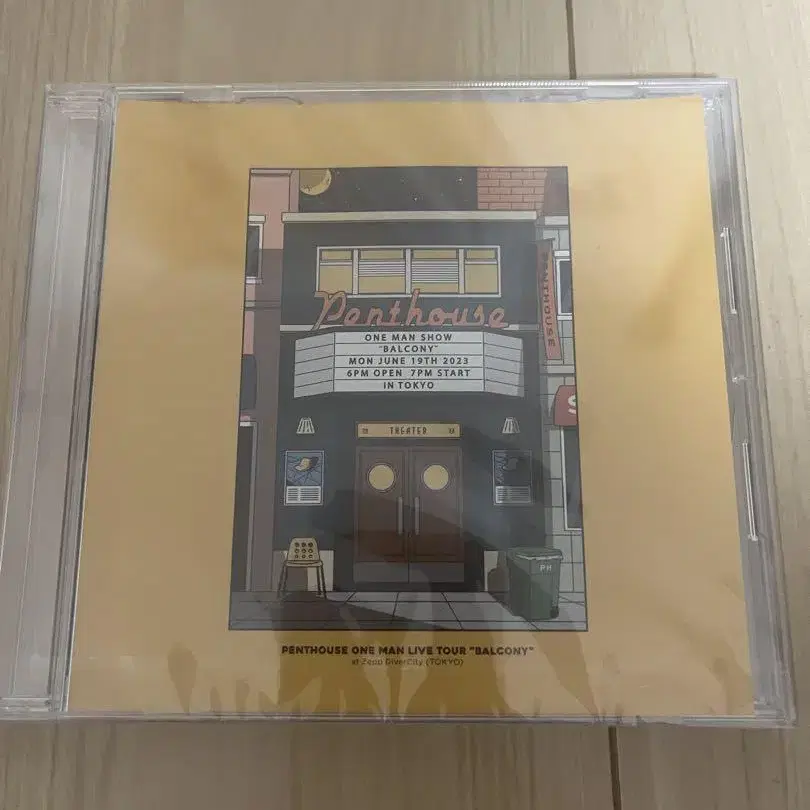 Penthouse
PENTHOUSE
ONE MAN SHOW
"BALCONY"
MON JUNE 19TH 2023
6PM OPEN 7PM START
IN TOKYO
THEATER
S
PH
PENTHOUSE ONE MAN LIVE TOUR "BALCONY"
at Zepp DiverCity (TOKYO)